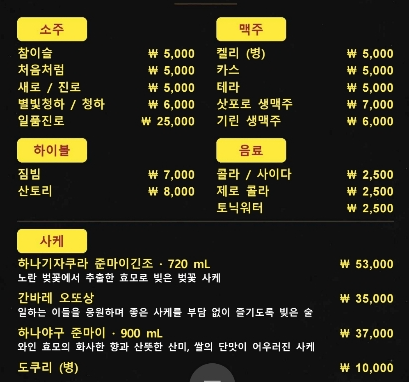 소주
참이슬 ₩ 5,000
처음처럼 ₩ 5,000
새로 / 진로 ₩ 5,000
별빛청하 / 청하 ₩ 6,000
일품진로 ₩ 25,000
맥주
켈리 (병) ₩ 5,000
카스 ₩ 5,000
테라 ₩ 5,000
삿포로 생맥주 ₩ 7,000
기린 생맥주 ₩ 6,000
하이볼
짐빔 ₩ 7,000
산토리 ₩ 8,000
음료
콜라 / 사이다 ₩ 2,500
제로 콜라 ₩ 2,500
토닉워터 ₩ 2,500
사케
하나기자쿠라 준마이긴조 · 720 mL ₩ 53,000
노란 벚꽃에서 추출한 효모로 빚은 벚꽃 사케
간바레 오또상 ₩ 35,000
일하는 이들을 응원하며 좋은 사케를 부담 없이 즐기도록 빚은 술
하나야구 준마이 · 900 mL ₩ 37,000
와인 효모의 화사한 향과 산뜻한 산미, 쌀의 단맛이 어우러진 사케
도쿠리 (병) ₩ 10,000